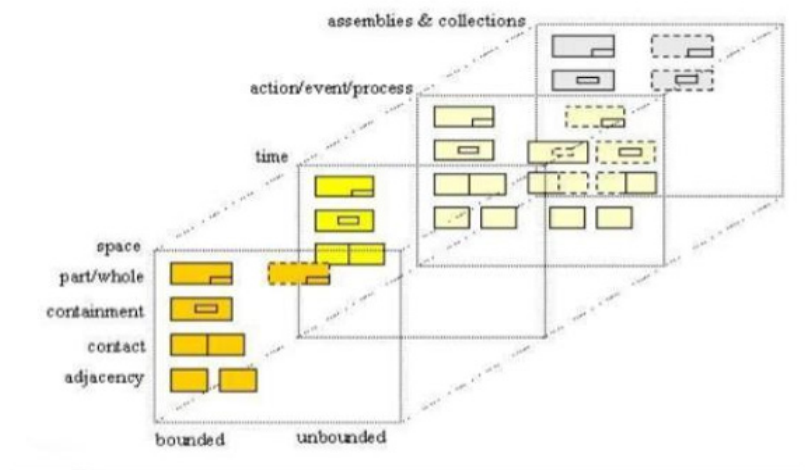 assemblies & collections
action/event/process
time
space
part/whole
containment
contact
adjacency
bounded
unbounded